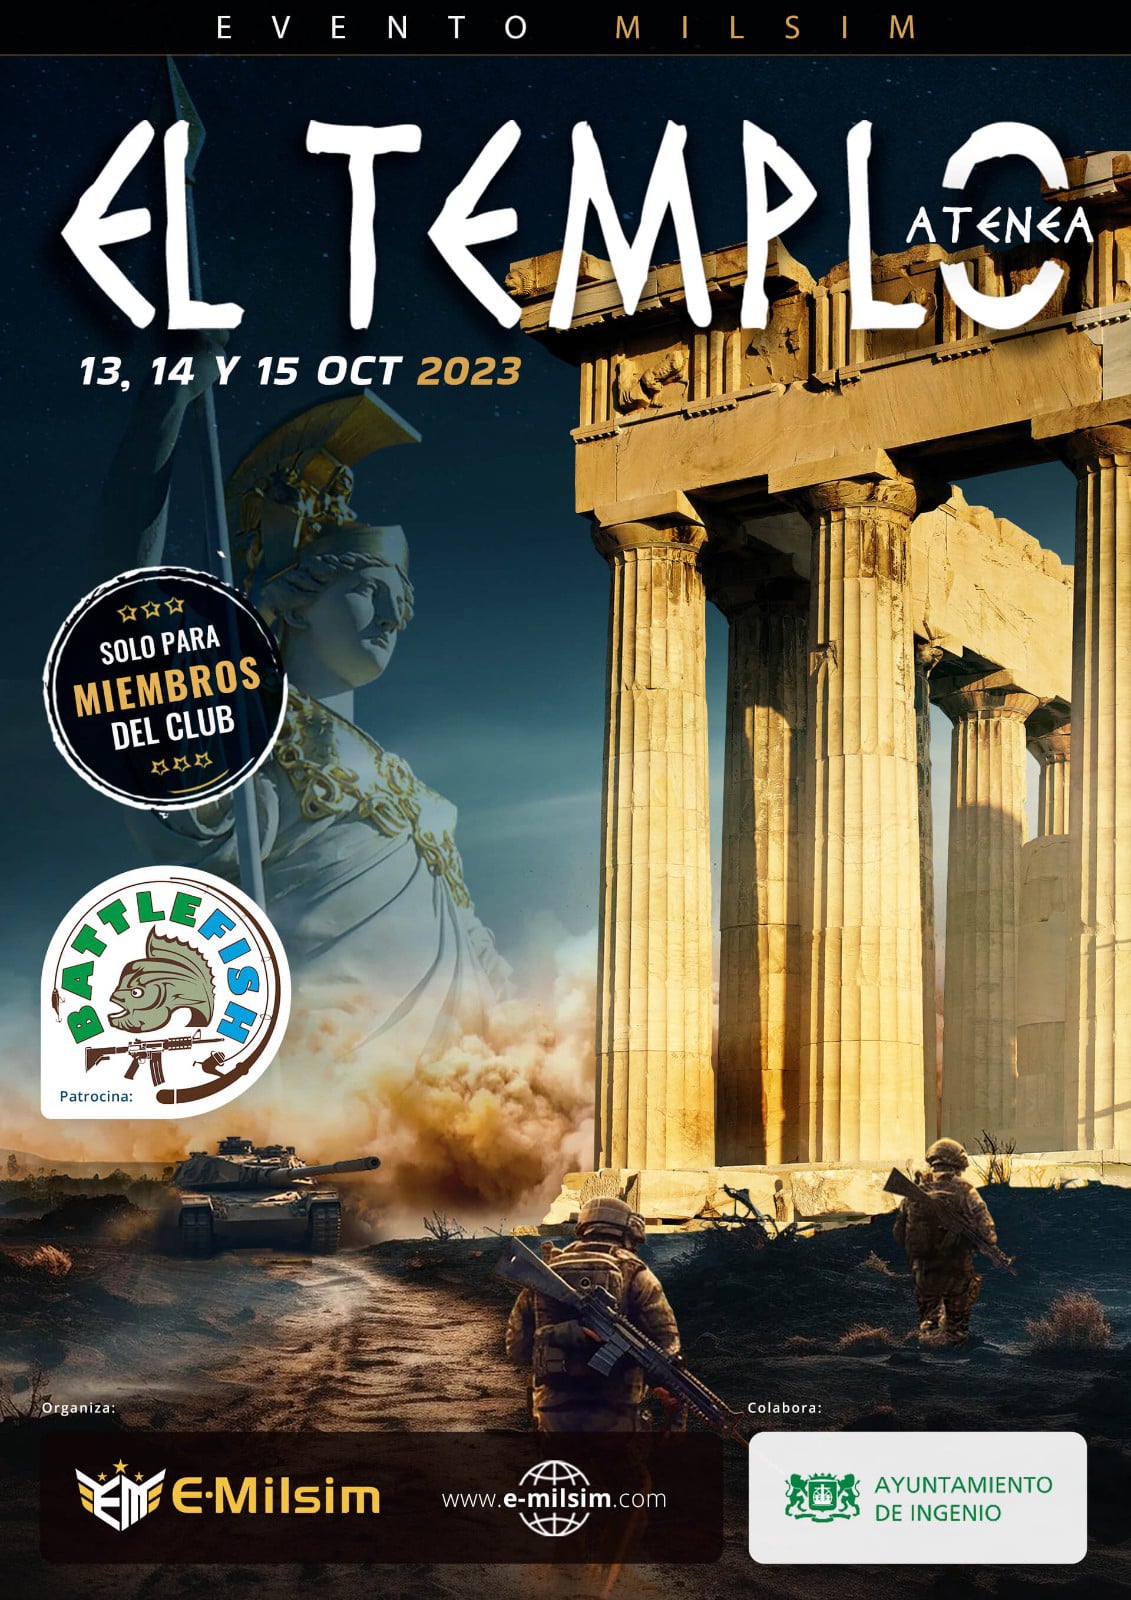 EVENTO MILSIM
EL TEMPLO
ATENEA
13, 14 Y 15 OCT 2023
SOLO PARA
MIEMBROS
DEL CLUB
BATTLEFISH
Patrocina:
Organiza:
Colabora:
EM E-Milsim
www.e-milsim.com
AYUNTAMIENTO
DE INGENIO